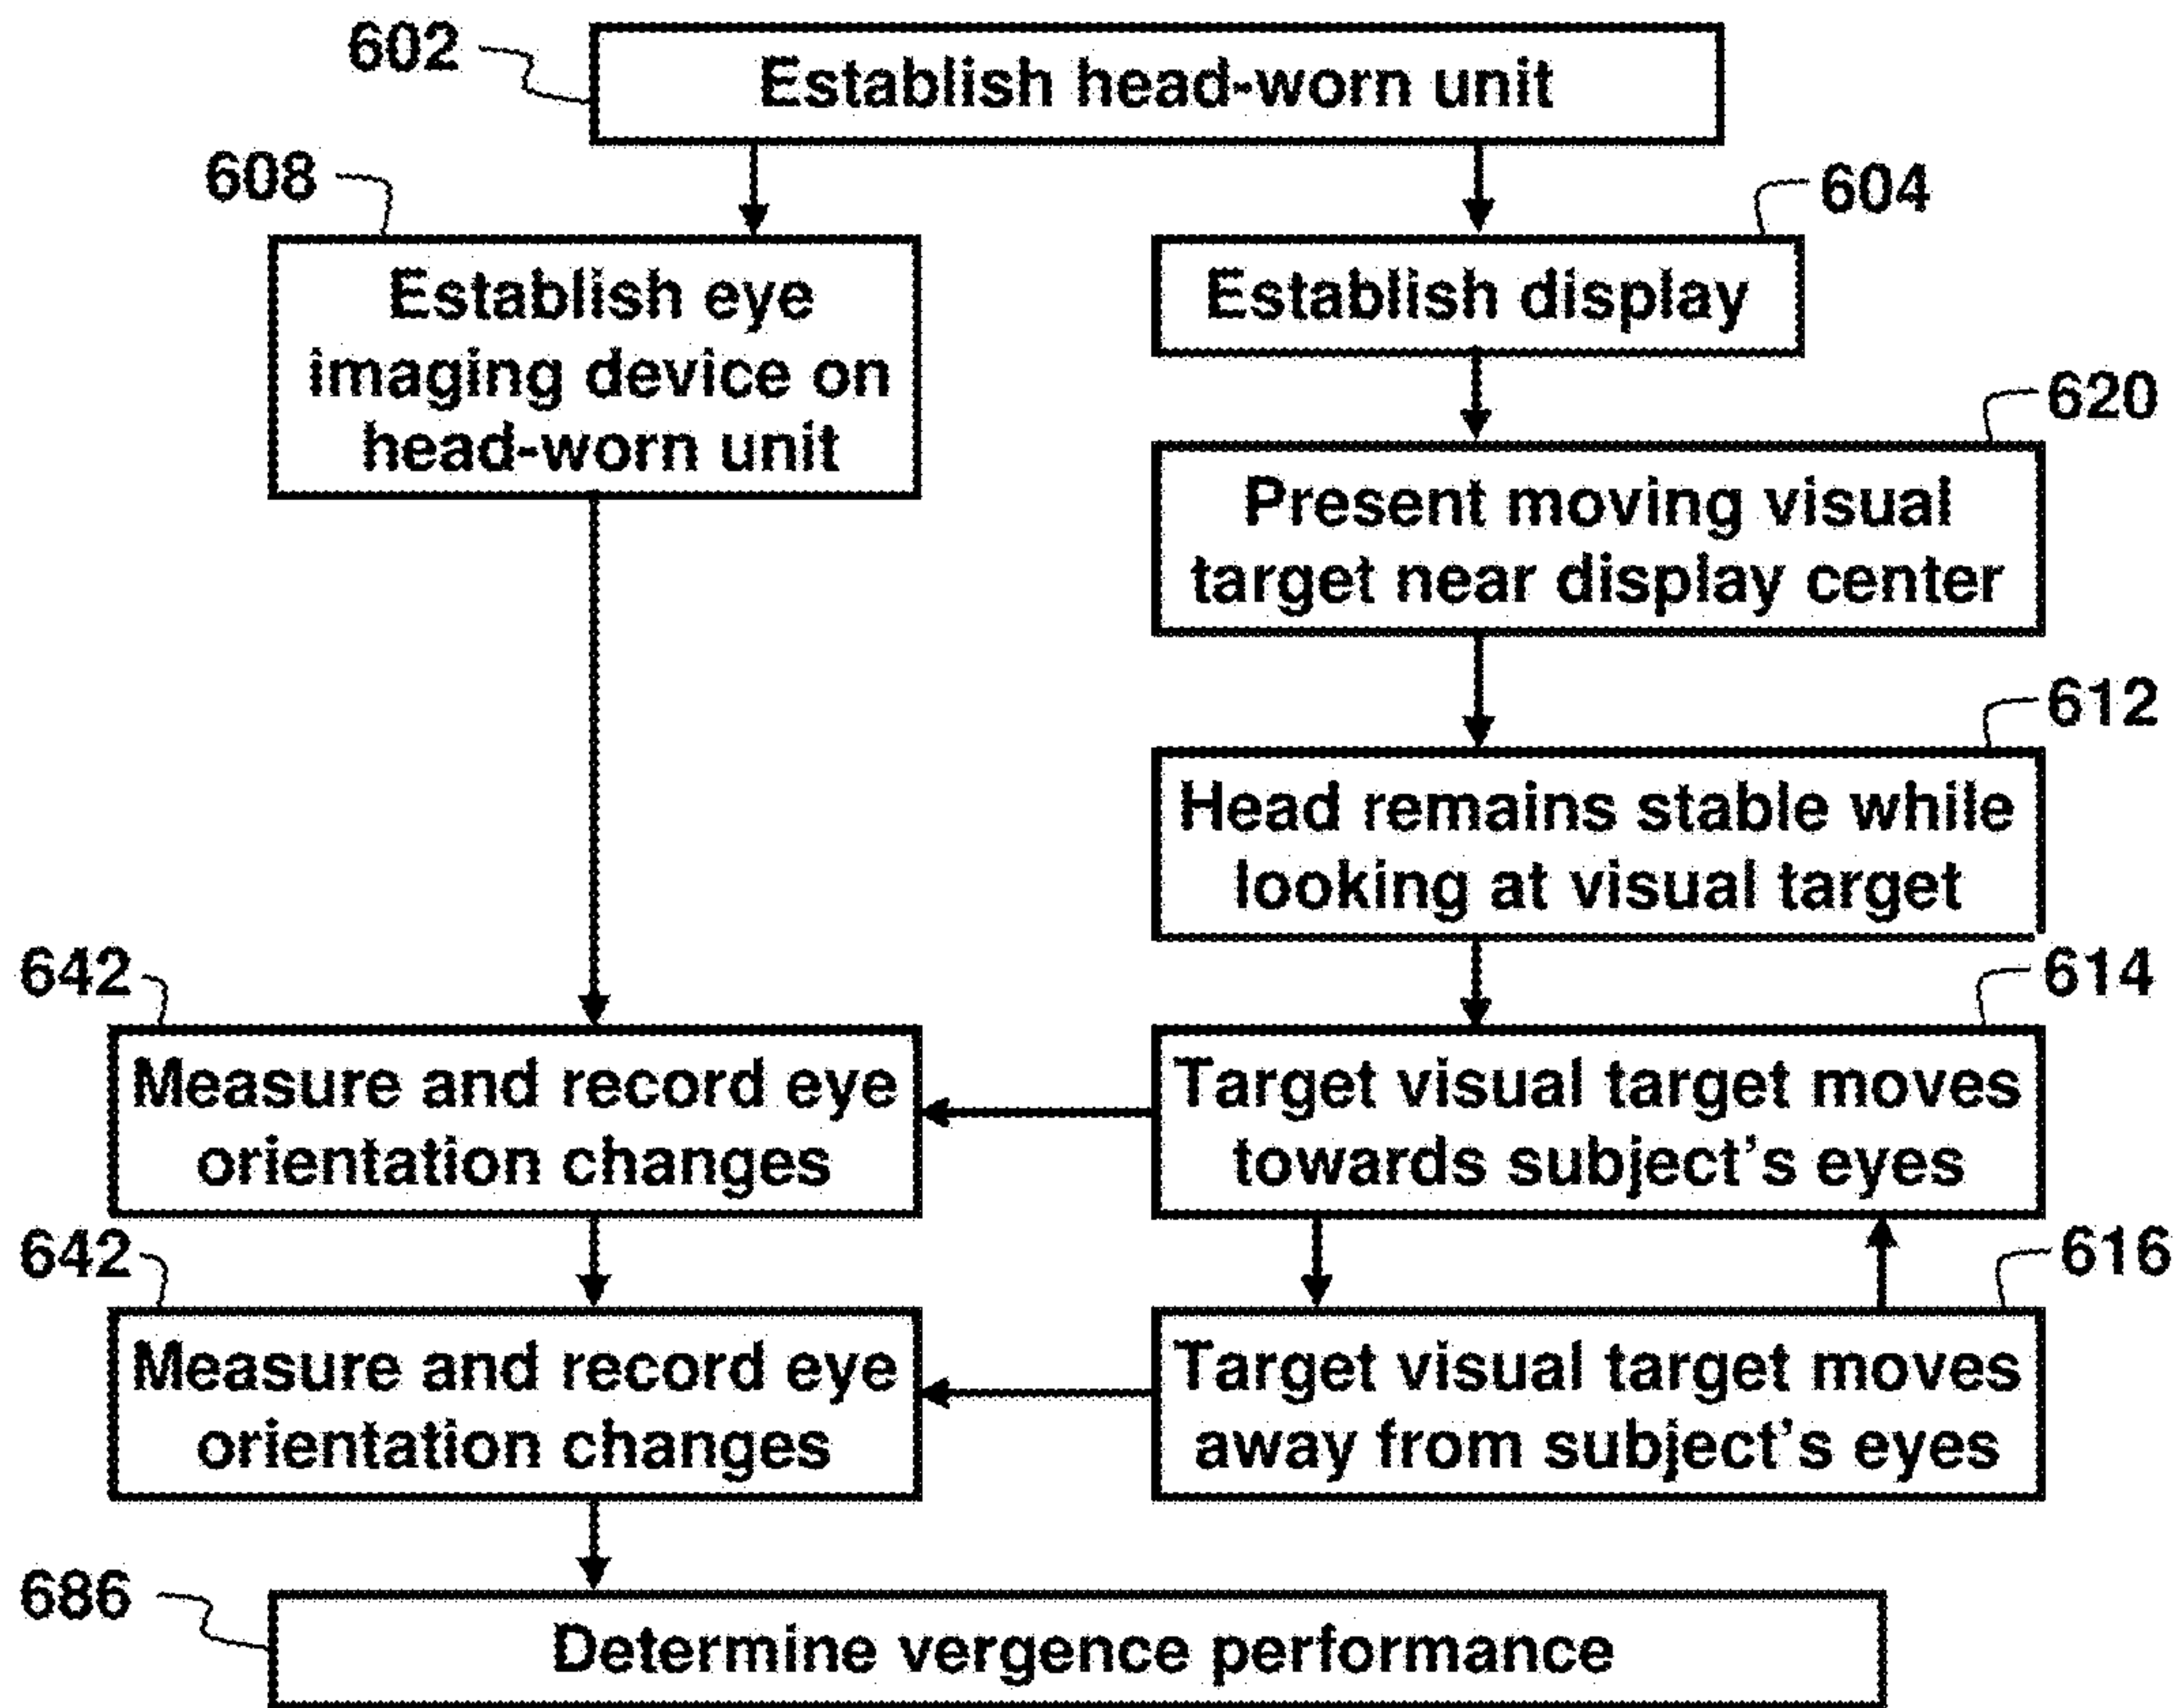 602
Establish head-worn unit
608
604
Establish eye
imaging device on
head-worn unit
Establish display
620
Present moving visual
target near display center
612
Head remains stable while
looking at visual target
642
614
Measure and record eye
orientation changes
Target visual target moves
towards subject's eyes
642
616
Measure and record eye
orientation changes
Target visual target moves
away from subject's eyes
686
Determine vergence performance